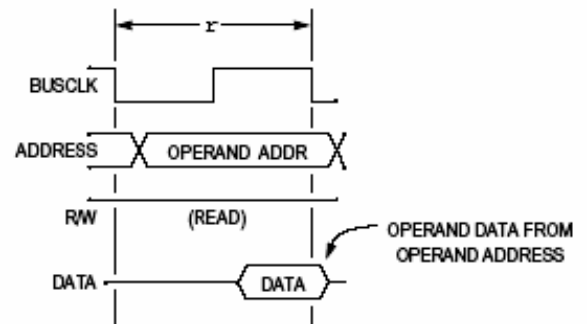 r
BUSCLK
ADDRESS
OPERAND ADDR
R/W
(READ)
OPERAND DATA FROM
OPERAND ADDRESS
DATA
DATA